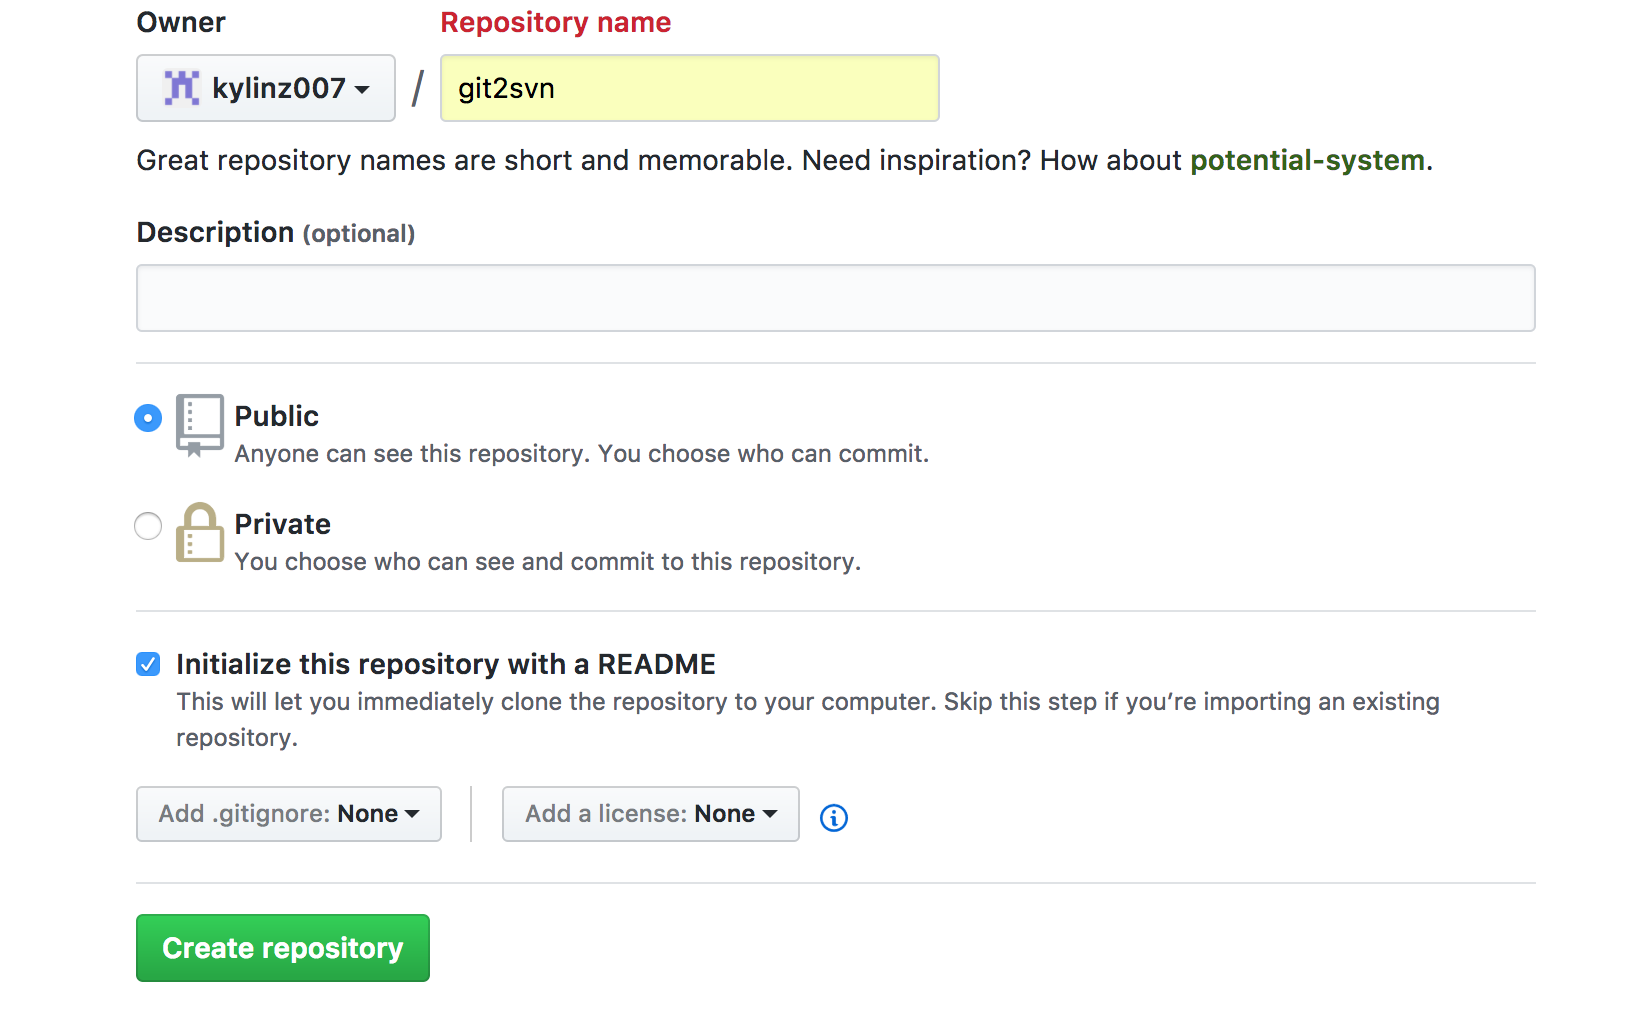 Owner Repository name
kylinz007 / git2svn
Great repository names are short and memorable. Need inspiration? How about potential-system.
Description (optional)
Public
Anyone can see this repository. You choose who can commit.
Private
You choose who can see and commit to this repository.
Initialize this repository with a README
This will let you immediately clone the repository to your computer. Skip this step if you’re importing an existing
repository.
Add .gitignore: None Add a license: None
Create repository